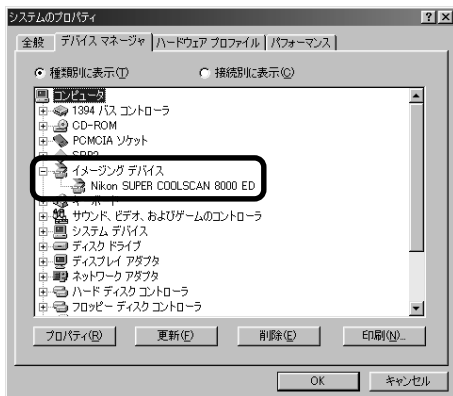 システムのプロパティ
全般 デバイス マネージャ ハードウェア プロファイル パフォーマンス
種類別に表示(T) 接続別に表示(C)
コンピュータ
1394 バス コントローラ
CD-ROM
PCMCIA ソケット
SBP2
イメージング デバイス
Nikon SUPER COOLSCAN 8000 ED
キーボード
サウンド、ビデオ、およびゲームのコントローラ
システム デバイス
ディスク ドライブ
ディスプレイ アダプタ
ネットワーク アダプタ
ハード ディスク コントローラ
フロッピー ディスク コントローラ
プロパティ(R) 更新(F) 削除(E) 印刷(N)...
OK キャンセル